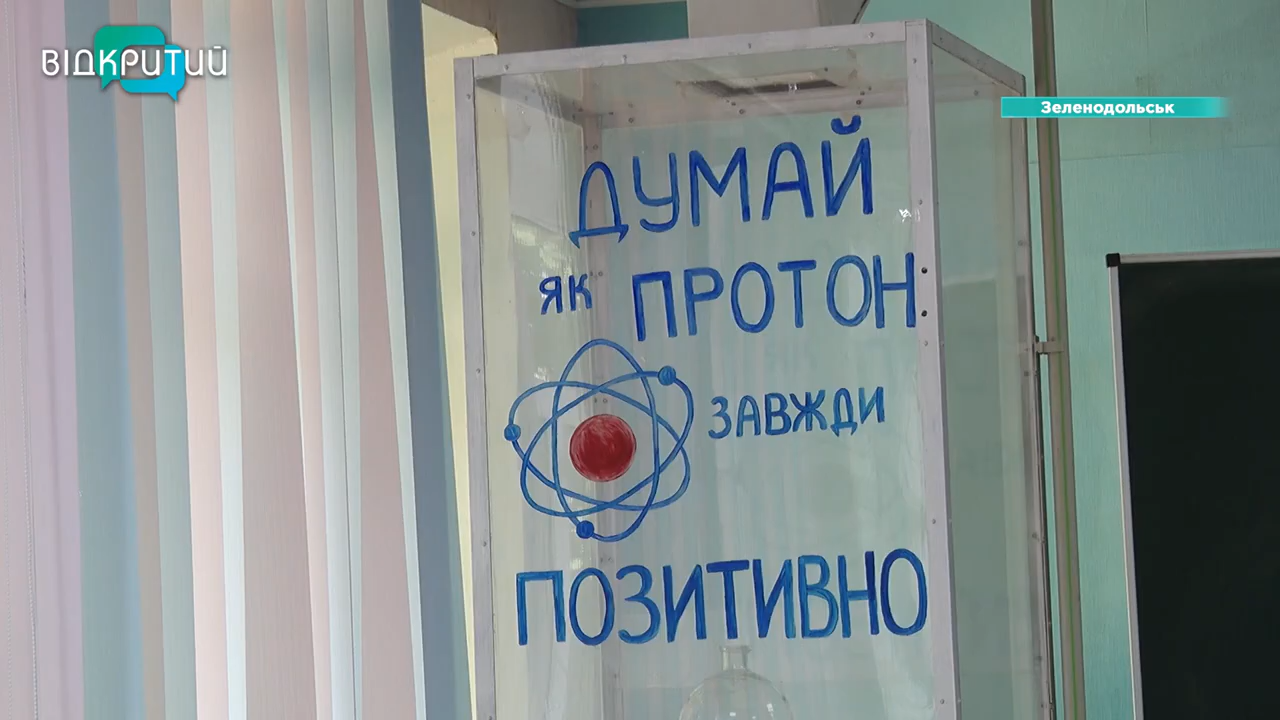 ВІДКРИТИЙ
Зеленодольськ
ДУМАЙ
ЯК ПРОТОН
ЗАВЖДИ
ПОЗИТИВНО